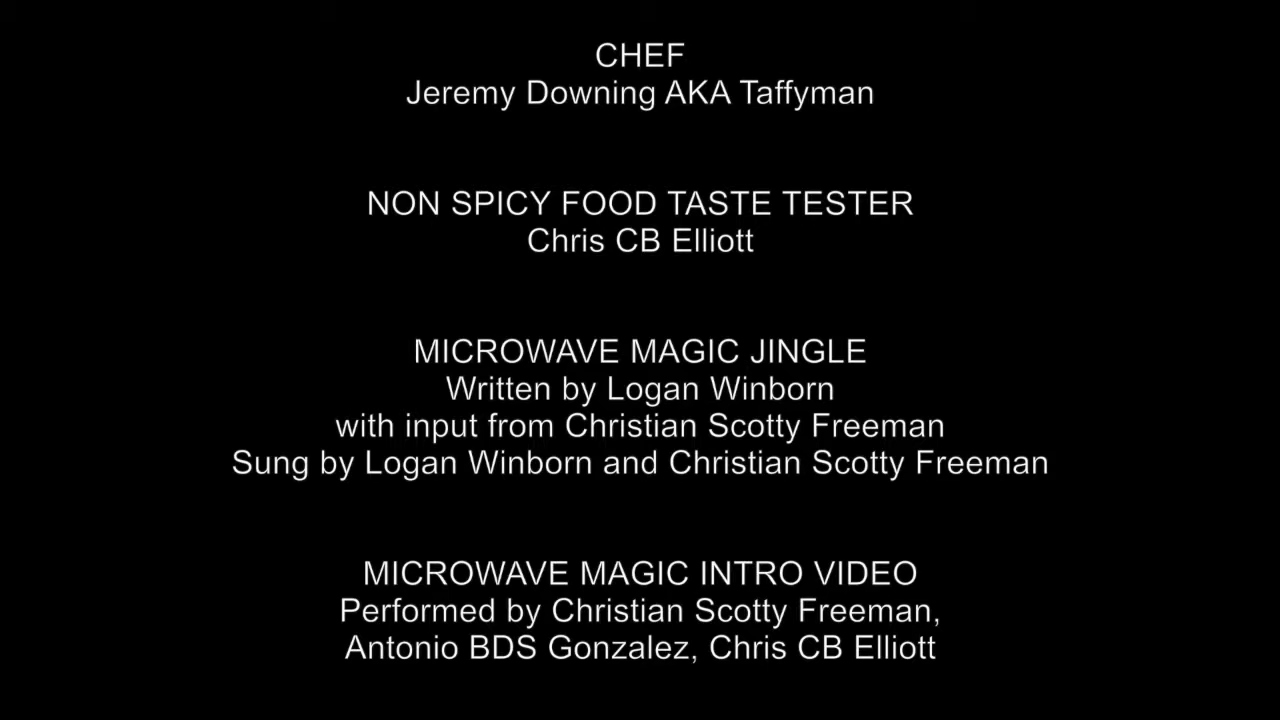 CHEF
Jeremy Downing AKA Taffyman
NON SPICY FOOD TASTE TESTER
Chris CB Elliott
MICROWAVE MAGIC JINGLE
Written by Logan Winborn
with input from Christian Scotty Freeman
Sung by Logan Winborn and Christian Scotty Freeman
MICROWAVE MAGIC INTRO VIDEO
Performed by Christian Scotty Freeman,
Antonio BDS Gonzalez, Chris CB Elliott